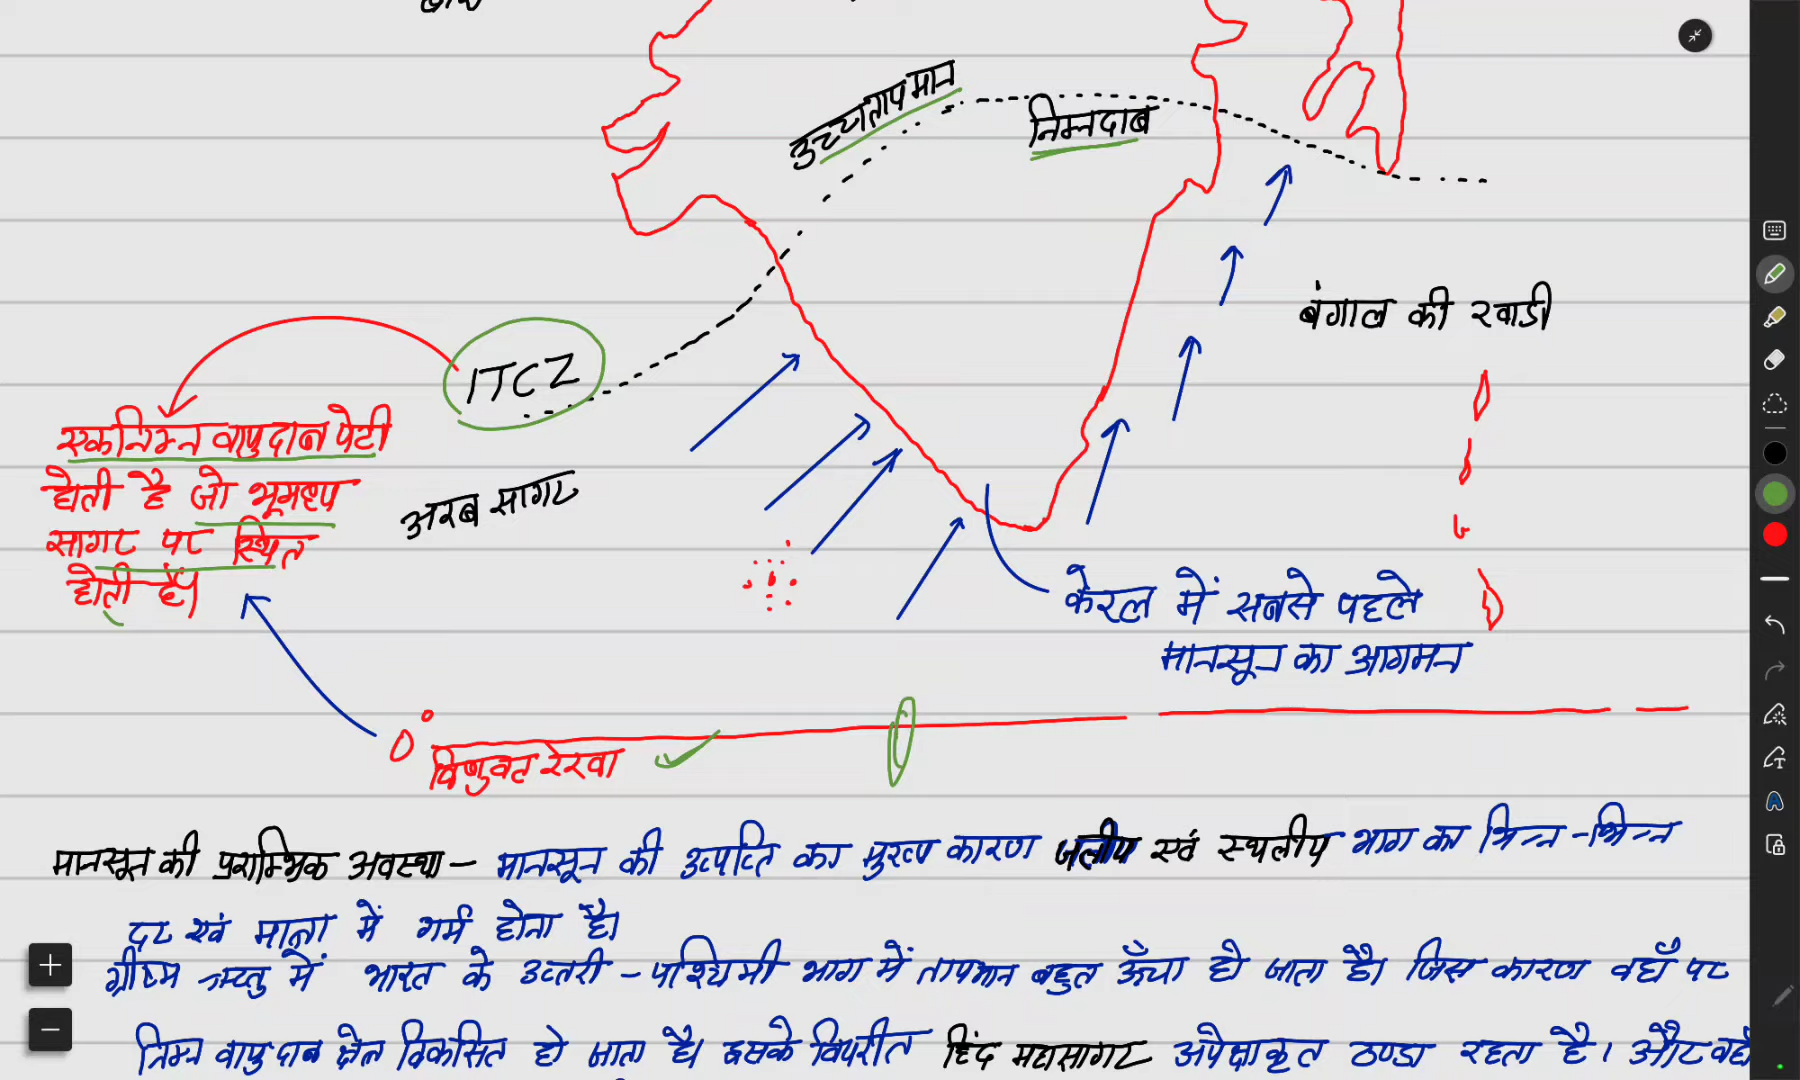 उच्चतापमान
निम्नदाब
बंगाल की खाडी
ITCZ
एक निम्न वायुदाब पेटी
होती है जो भूमध्य
सागर पर स्थित
होती है।
अरब सागर
केरल में सबसे पहले
मानसून का आगमन
0°
विषुवत रेखा
मानसून की प्रारम्भिक अवस्था – मानसून की उत्पत्ति का मुख्य कारण जलीय एवं स्थलीय भाग का भिन्न-भिन्न
दर एवं मात्रा में गर्म होना है।
ग्रीष्म ऋतु में भारत के उत्तरी – पश्चिमी भाग में तापमान बहुत ऊँचा हो जाता है। जिस कारण वहाँ पर
निम्न वायुदाब क्षेत्र विकसित हो जाता है। इसके विपरीत हिंद महासागर अपेक्षाकृत ठण्डा रहता है। और वहाँ